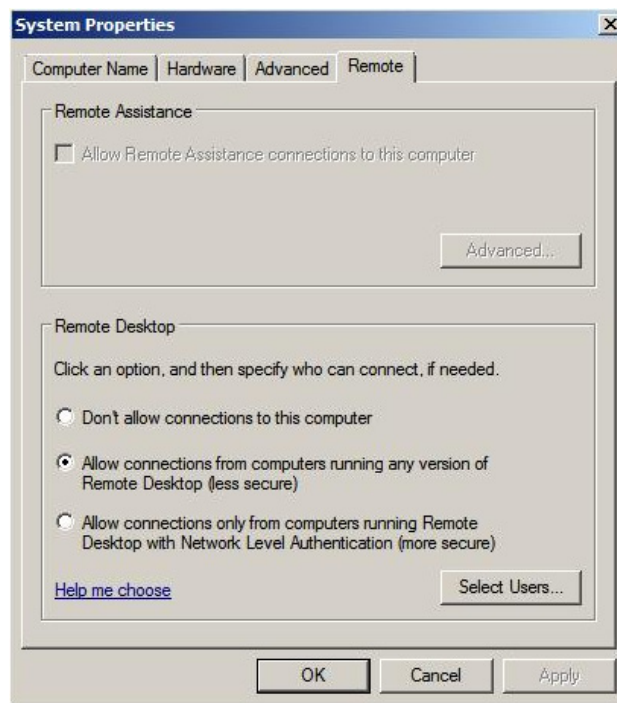 System Properties
Computer Name
Hardware
Advanced
Remote
Remote Assistance
Allow Remote Assistance connections to this computer
Advanced...
Remote Desktop
Click an option, and then specify who can connect, if needed.
Don't allow connections to this computer
Allow connections from computers running any version of
Remote Desktop (less secure)
Allow connections only from computers running Remote
Desktop with Network Level Authentication (more secure)
Help me choose
Select Users...
OK
Cancel
Apply